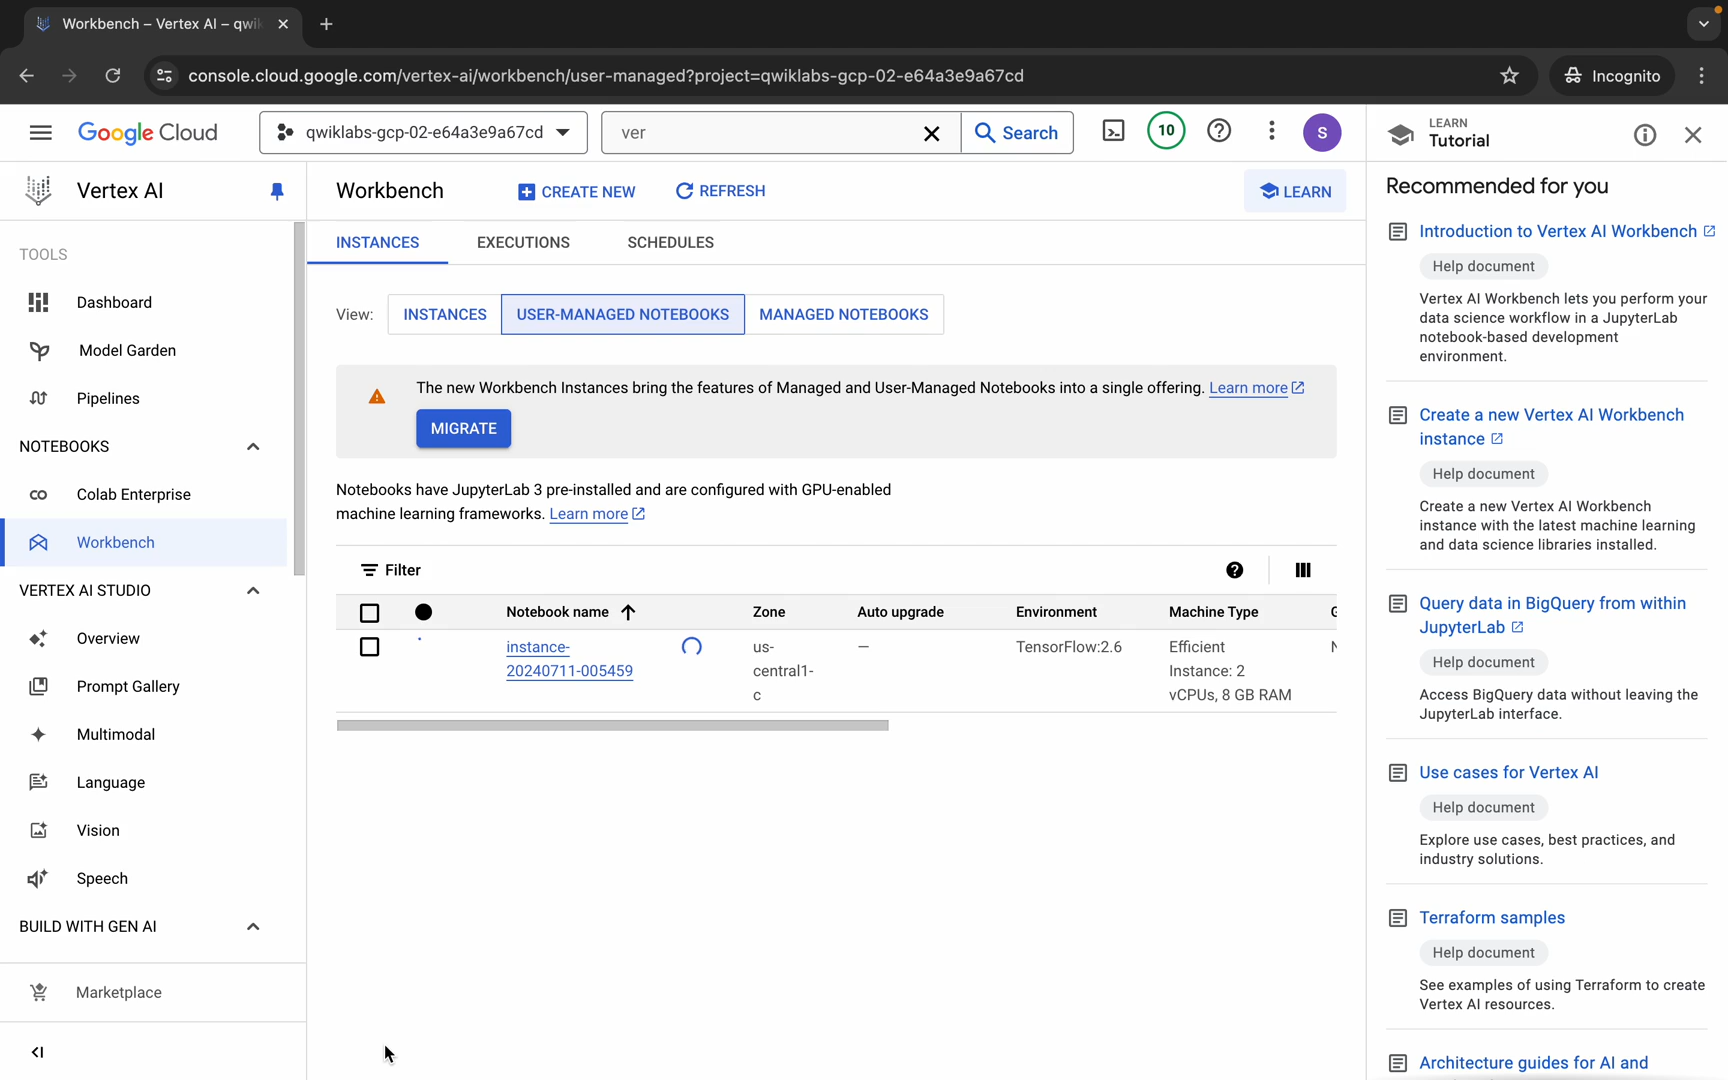 Workbench – Vertex AI – qwi
console.cloud.google.com/vertex-ai/workbench/user-managed?project=qwiklabs-gcp-02-e64a3e9a67cd
Incognito
Google Cloud
qwiklabs-gcp-02-e64a3e9a67cd
ver
Search
10
S
LEARN
Tutorial
Vertex AI
Workbench
CREATE NEW
REFRESH
LEARN
TOOLS
Dashboard
Model Garden
Pipelines
NOTEBOOKS
Colab Enterprise
Workbench
VERTEX AI STUDIO
Overview
Prompt Gallery
Multimodal
Language
Vision
Speech
BUILD WITH GEN AI
Marketplace
INSTANCES
EXECUTIONS
SCHEDULES
View:
INSTANCES
USER-MANAGED NOTEBOOKS
MANAGED NOTEBOOKS
The new Workbench Instances bring the features of Managed and User-Managed Notebooks into a single offering. Learn more
MIGRATE
Notebooks have JupyterLab 3 pre-installed and are configured with GPU-enabled
machine learning frameworks. Learn more
Filter
Notebook name
Zone
Auto upgrade
Environment
Machine Type
instance-
20240711-005459
us-
central1-
c
–
TensorFlow:2.6
Efficient
Instance: 2
vCPUs, 8 GB RAM
Recommended for you
Introduction to Vertex AI Workbench
Help document
Vertex AI Workbench lets you perform your
data science workflow in a JupyterLab
notebook-based development
environment.
Create a new Vertex AI Workbench
instance
Help document
Create a new Vertex AI Workbench
instance with the latest machine learning
and data science libraries installed.
Query data in BigQuery from within
JupyterLab
Help document
Access BigQuery data without leaving the
JupyterLab interface.
Use cases for Vertex AI
Help document
Explore use cases, best practices, and
industry solutions.
Terraform samples
Help document
See examples of using Terraform to create
Vertex AI resources.
Architecture guides for AI and